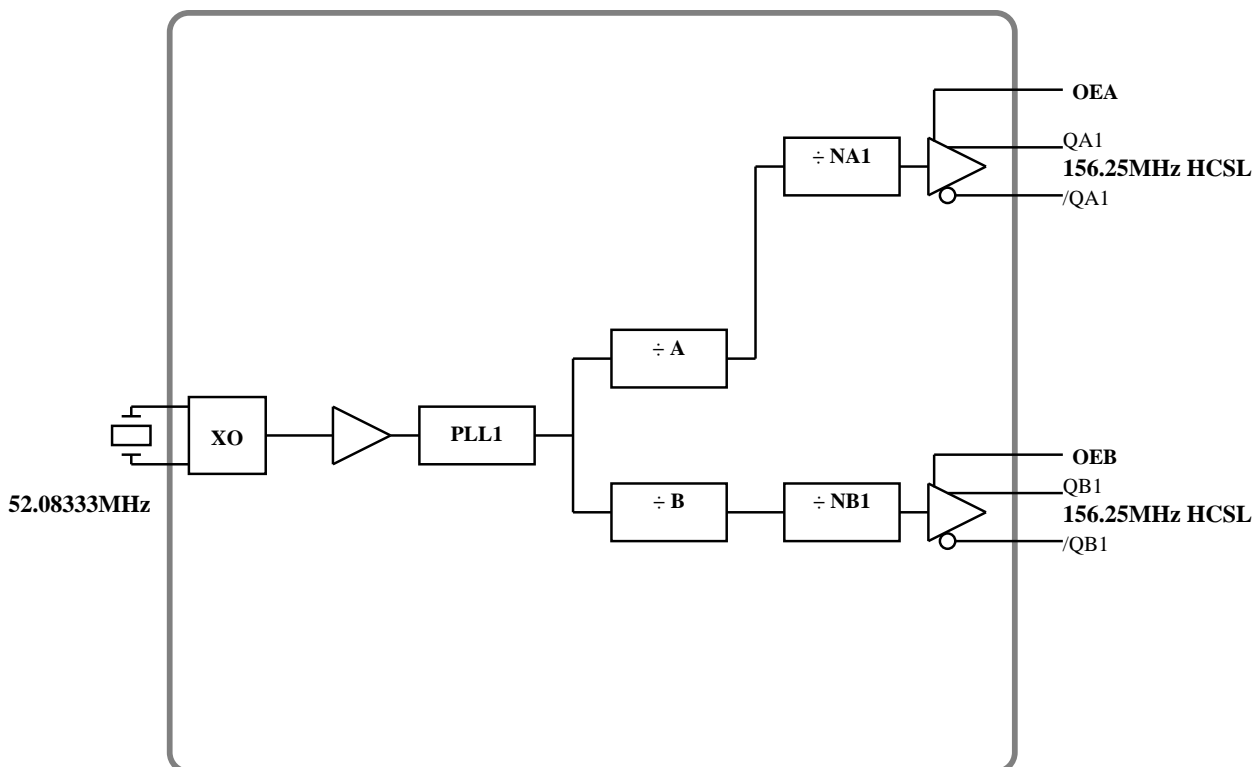 OEA
QA1
÷ NA1
156.25MHz HCSL
/QA1
÷ A
XO
PLL1
52.08333MHz
OEB
QB1
÷ B
÷ NB1
156.25MHz HCSL
/QB1